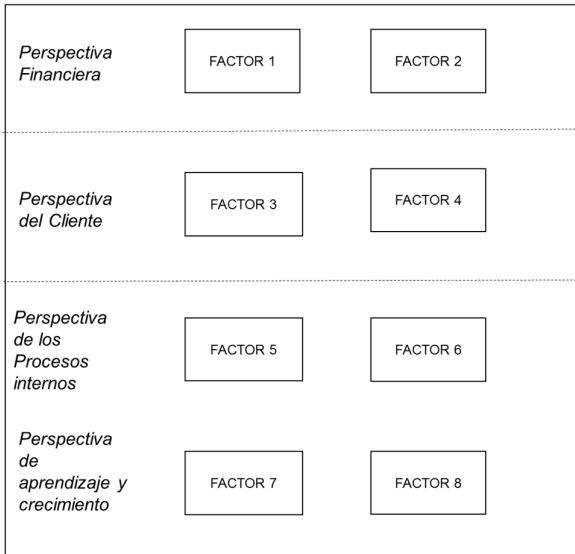 Perspectiva
Financiera
FACTOR 1
FACTOR 2
Perspectiva
del Cliente
FACTOR 3
FACTOR 4
Perspectiva
de los
Procesos
internos
FACTOR 5
FACTOR 6
Perspectiva
de
aprendizaje y
crecimiento
FACTOR 7
FACTOR 8